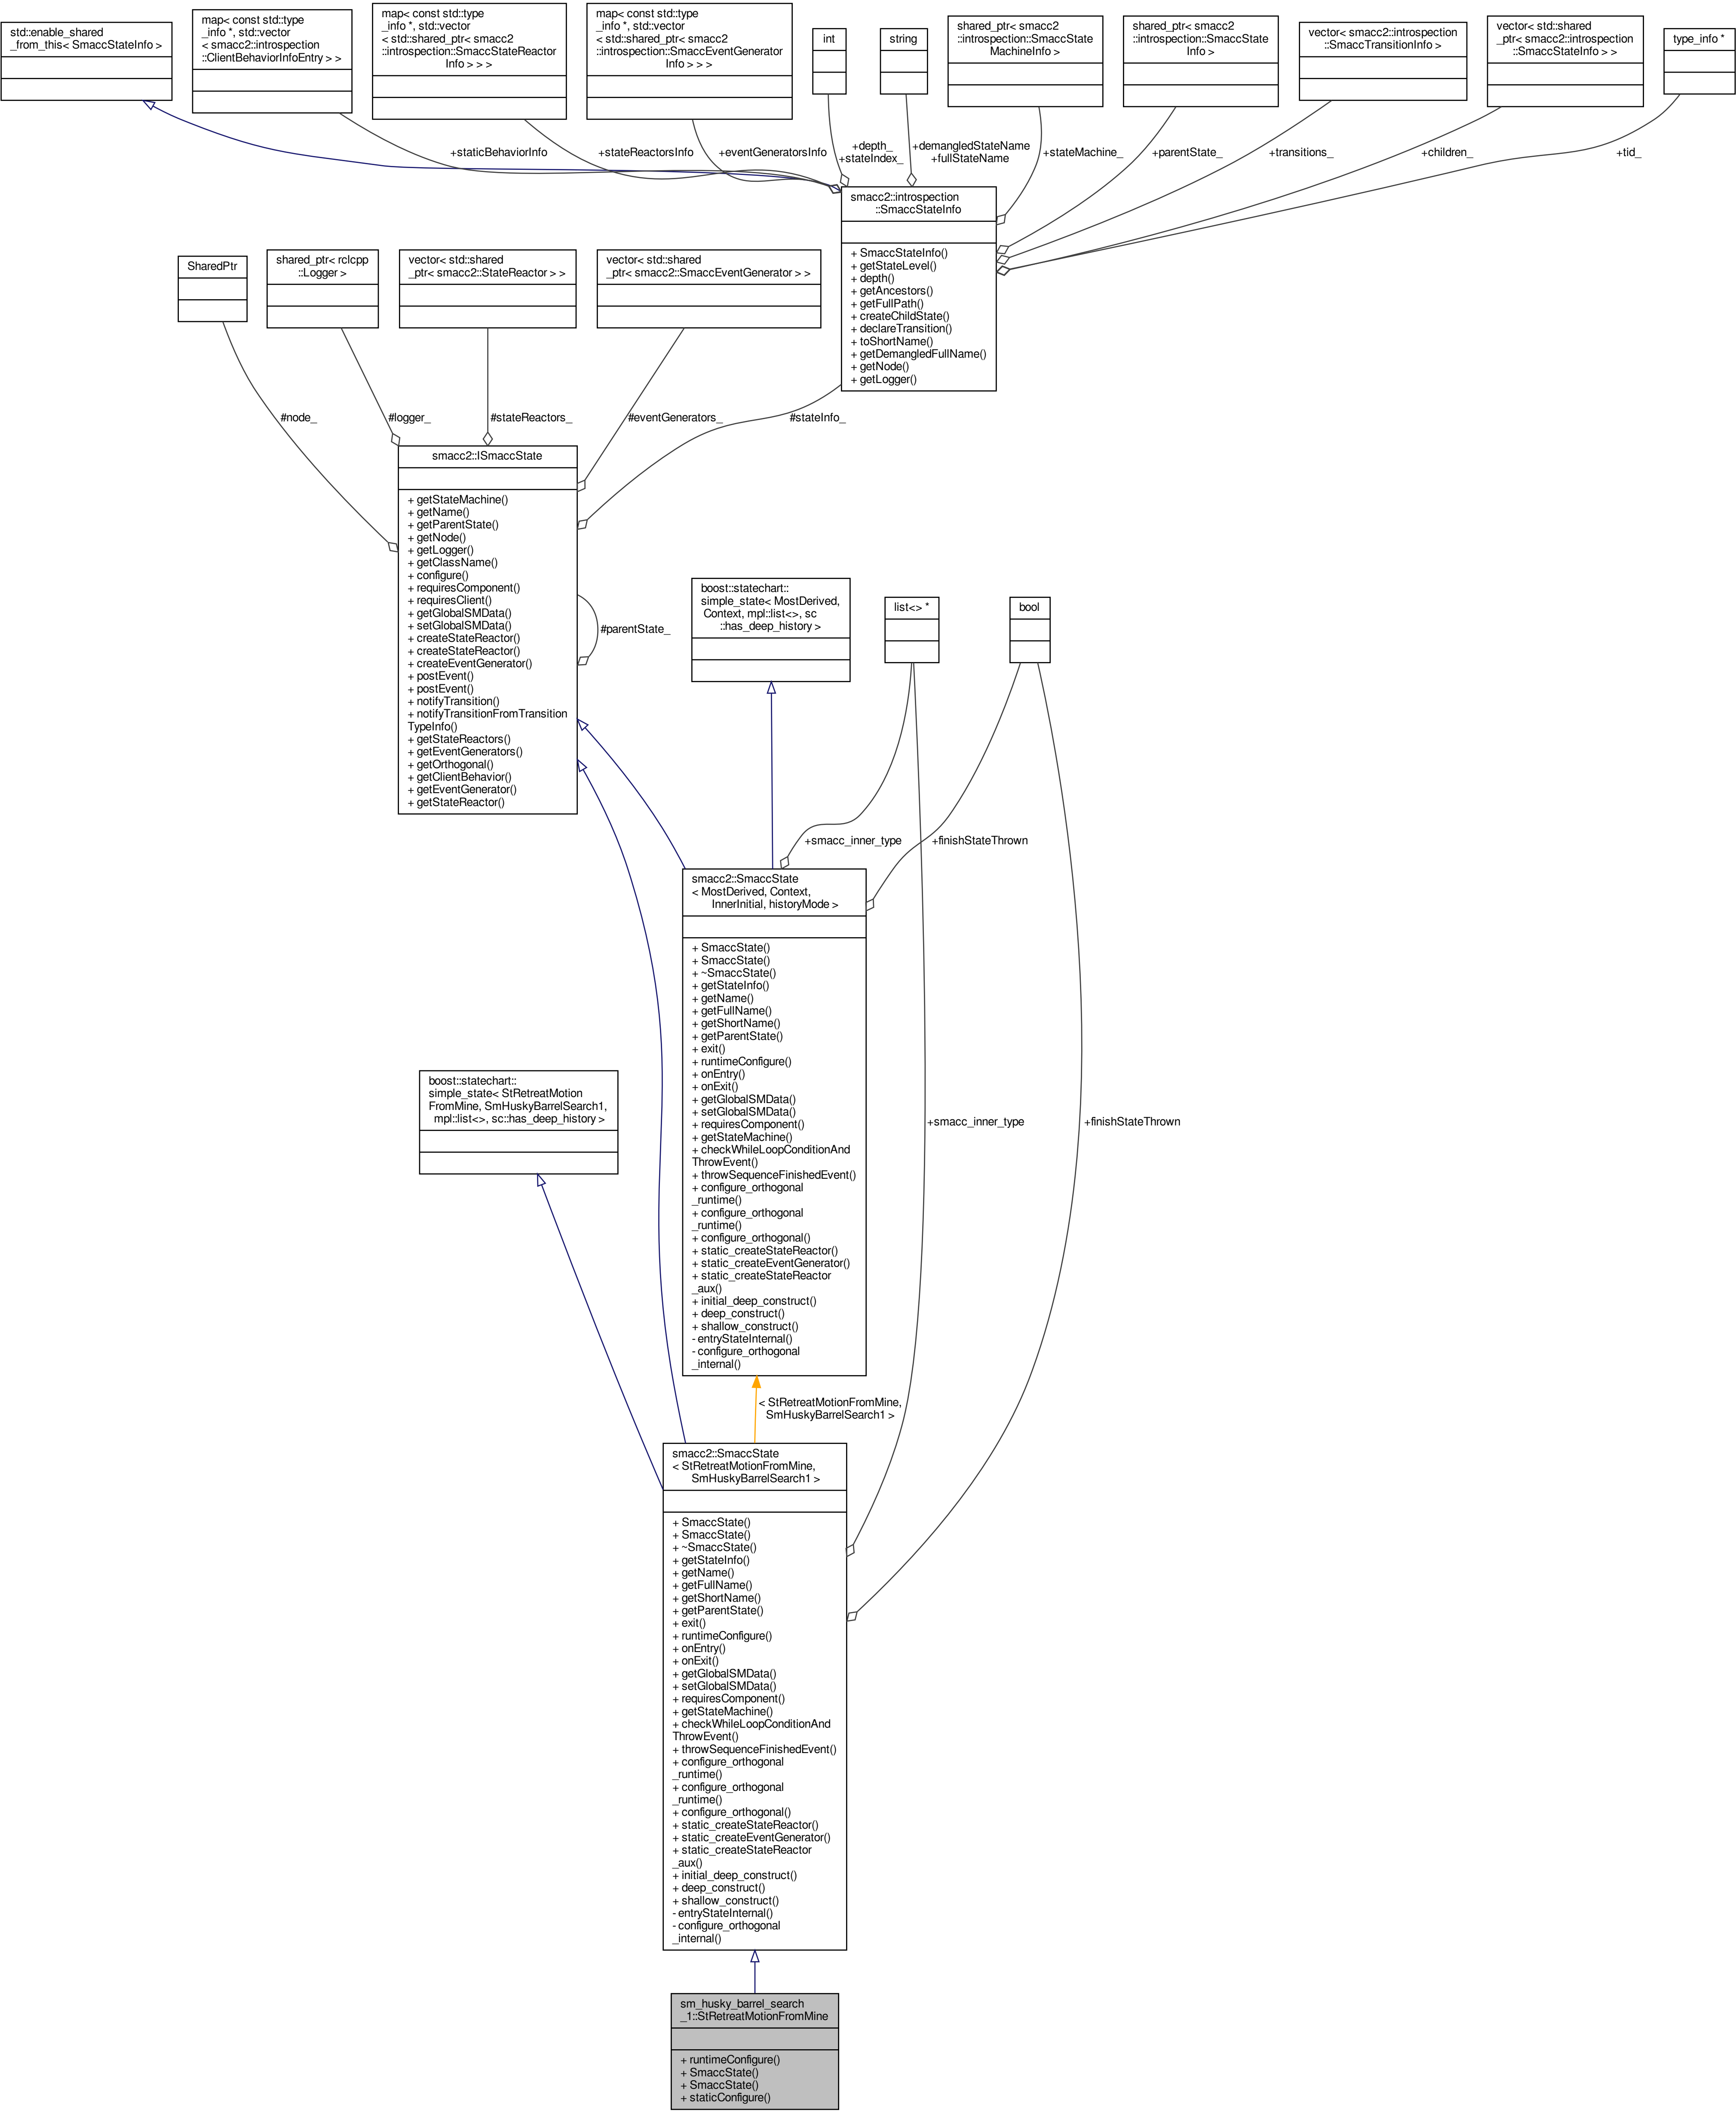 std::enable_shared
_from_this< SmaccStateInfo >
map< const std::type
_info *, std::vector
< smacc2::introspection
::ClientBehaviorInfoEntry > >
map< const std::type
_info *, std::vector
< std::shared_ptr< smacc2
::introspection::SmaccStateReactor
Info > > >
map< const std::type
_info *, std::vector
< std::shared_ptr< smacc2
::introspection::SmaccEventGenerator
Info > > >
int
string
shared_ptr< smacc2
::introspection::SmaccState
MachineInfo >
shared_ptr< smacc2
::introspection::SmaccState
Info >
vector< smacc2::introspection
::SmaccTransitionInfo >
vector< std::shared
_ptr< smacc2::introspection
::SmaccStateInfo > >
type_info *
+staticBehaviorInfo
+stateReactorsInfo
+eventGeneratorsInfo
+depth_
+stateIndex_
+demangledStateName
+fullStateName
+stateMachine_
+parentState_
+transitions_
+children_
+tid_
smacc2::introspection
::SmaccStateInfo
+ SmaccStateInfo()
+ getStateLevel()
+ depth()
+ getAncestors()
+ getFullPath()
+ createChildState()
+ declareTransition()
+ toShortName()
+ getDemangledFullName()
+ getNode()
+ getLogger()
SharedPtr
shared_ptr< rclcpp
::Logger >
vector< std::shared
_ptr< smacc2::StateReactor > >
vector< std::shared
_ptr< smacc2::SmaccEventGenerator > >
#node_
#logger_
#stateReactors_
#eventGenerators_
#stateInfo_
smacc2::ISmaccState
+ getStateMachine()
+ getName()
+ getParentState()
+ getNode()
+ getLogger()
+ getClassName()
+ configure()
+ requiresComponent()
+ requiresClient()
+ getGlobalSMData()
+ setGlobalSMData()
+ createStateReactor()
+ createStateReactor()
+ createEventGenerator()
+ postEvent()
+ postEvent()
+ notifyTransition()
+ notifyTransitionFromTransition
TypeInfo()
+ getStateReactors()
+ getEventGenerators()
+ getOrthogonal()
+ getClientBehavior()
+ getEventGenerator()
+ getStateReactor()
#parentState_
boost::statechart::
simple_state< MostDerived,
Context, mpl::list<>, sc
::has_deep_history >
list<> *
bool
+smacc_inner_type
+finishStateThrown
smacc2::SmaccState
< MostDerived, Context,
InnerInitial, historyMode >
+ SmaccState()
+ SmaccState()
+ ~SmaccState()
+ getStateInfo()
+ getName()
+ getFullName()
+ getShortName()
+ getParentState()
+ exit()
+ runtimeConfigure()
+ onEntry()
+ onExit()
+ getGlobalSMData()
+ setGlobalSMData()
+ requiresComponent()
+ getStateMachine()
+ checkWhileLoopConditionAnd
ThrowEvent()
+ throwSequenceFinishedEvent()
+ configure_orthogonal
_runtime()
+ configure_orthogonal
_runtime()
+ configure_orthogonal()
+ static_createStateReactor()
+ static_createEventGenerator()
+ static_createStateReactor
_aux()
+ initial_deep_construct()
+ deep_construct()
+ shallow_construct()
- entryStateInternal()
- configure_orthogonal
_internal()
boost::statechart::
simple_state< StRetreatMotion
FromMine, SmHuskyBarrelSearch1,
mpl::list<>, sc::has_deep_history >
+smacc_inner_type
+finishStateThrown
< StRetreatMotionFromMine,
SmHuskyBarrelSearch1 >
smacc2::SmaccState
< StRetreatMotionFromMine,
SmHuskyBarrelSearch1 >
+ SmaccState()
+ SmaccState()
+ ~SmaccState()
+ getStateInfo()
+ getName()
+ getFullName()
+ getShortName()
+ getParentState()
+ exit()
+ runtimeConfigure()
+ onEntry()
+ onExit()
+ getGlobalSMData()
+ setGlobalSMData()
+ requiresComponent()
+ getStateMachine()
+ checkWhileLoopConditionAnd
ThrowEvent()
+ throwSequenceFinishedEvent()
+ configure_orthogonal
_runtime()
+ configure_orthogonal
_runtime()
+ configure_orthogonal()
+ static_createStateReactor()
+ static_createEventGenerator()
+ static_createStateReactor
_aux()
+ initial_deep_construct()
+ deep_construct()
+ shallow_construct()
- entryStateInternal()
- configure_orthogonal
_internal()
sm_husky_barrel_search
_1::StRetreatMotionFromMine
+ runtimeConfigure()
+ SmaccState()
+ SmaccState()
+ staticConfigure()